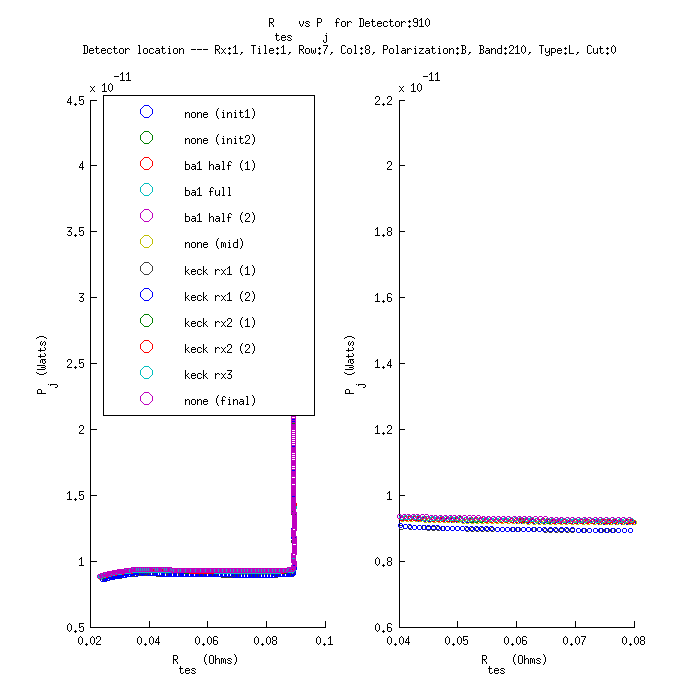 R    vs P  for Detector:910
tes    j
Detector location --- Rx:1, Tile:1, Row:7, Col:8, Polarization:B, Band:210, Type:L, Cut:0
x 10^-11
4.5
4
3.5
3
2.5
2
1.5
1
0.5
P_j (Watts)
0.02 0.04 0.06 0.08 0.1
R_tes (Ohms)
none (init1)
none (init2)
ba1 half (1)
ba1 full
ba1 half (2)
none (mid)
keck rx1 (1)
keck rx1 (2)
keck rx2 (1)
keck rx2 (2)
keck rx3
none (final)
x 10^-11
2.2
2
1.8
1.6
1.4
1.2
1
0.8
0.6
P_j (Watts)
0.04 0.05 0.06 0.07 0.08
R_tes (Ohms)